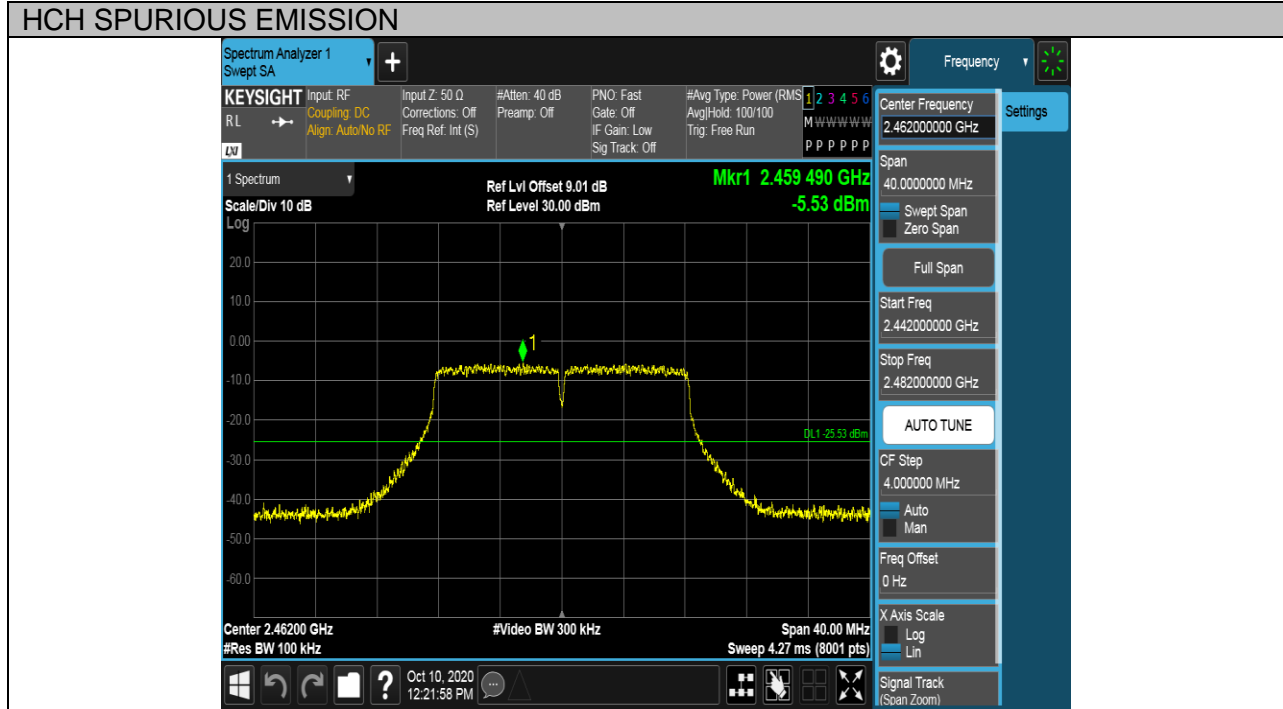 HCH SPURIOUS EMISSION
Spectrum Analyzer 1
Swept SA
+
Frequency
KEYSIGHT
RL
LXI
Input: RF
Coupling: DC
Align: Auto/No RF
Input Z: 50 Ω
Corrections: Off
Freq Ref: Int (S)
#Atten: 40 dB
Preamp: Off
PNO: Fast
Gate: Off
IF Gain: Low
Sig Track: Off
#Avg Type: Power (RMS
Avg|Hold: 100/100
Trig: Free Run
1 2 3 4 5 6
M W W W W W
P P P P P P
1 Spectrum
Scale/Div 10 dB
Log
Ref Lvl Offset 9.01 dB
Ref Level 30.00 dBm
Mkr1 2.459 490 GHz
-5.53 dBm
20.0
10.0
0.00
-10.0
-20.0
-30.0
-40.0
-50.0
-60.0
1
DL1 -25.53 dBm
Center 2.46200 GHz
#Res BW 100 kHz
#Video BW 300 kHz
Span 40.00 MHz
Sweep 4.27 ms (8001 pts)
Center Frequency
2.462000000 GHz
Settings
Span
40.0000000 MHz
Swept Span
Zero Span
Full Span
Start Freq
2.442000000 GHz
Stop Freq
2.482000000 GHz
AUTO TUNE
CF Step
4.000000 MHz
Auto
Man
Freq Offset
0 Hz
X Axis Scale
Log
Lin
Signal Track
(Span Zoom)
?
Oct 10, 2020
12:21:58 PM